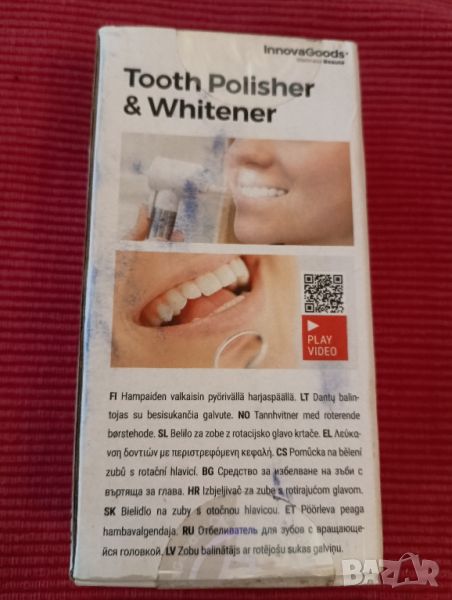 InnovaGoods®
Wellness Beauté
Tooth Polisher
& Whitener
PLAY
VIDEO
FI Hampaiden valkaisin pyörivällä harjaspäällä. LT Dantų balin-
tojas su besisukančia galvute. NO Tannhvitner med roterende
børstehode. SL Belilo za zobe z rotacijsko glavo krtače. EL Λεύκα-
νση δοντιών με περιστρεφόμενη κεφαλή. CS Pomůcka na bělení
zubů s rotační hlavicí. BG Средство за избелване на зъби с
въртяща за глава. HR Izbjeljivač za zube s rotirajućom glavom.
SK Bielidlo na zuby s otočnou hlavicou. ET Pöörleva peaga
hambavalgendaja. RU Отбеливатель для зубов с вращающе-
йся головкой. LV Zobu balinātājs ar rotējošu sukas galviņu.
BAZAR